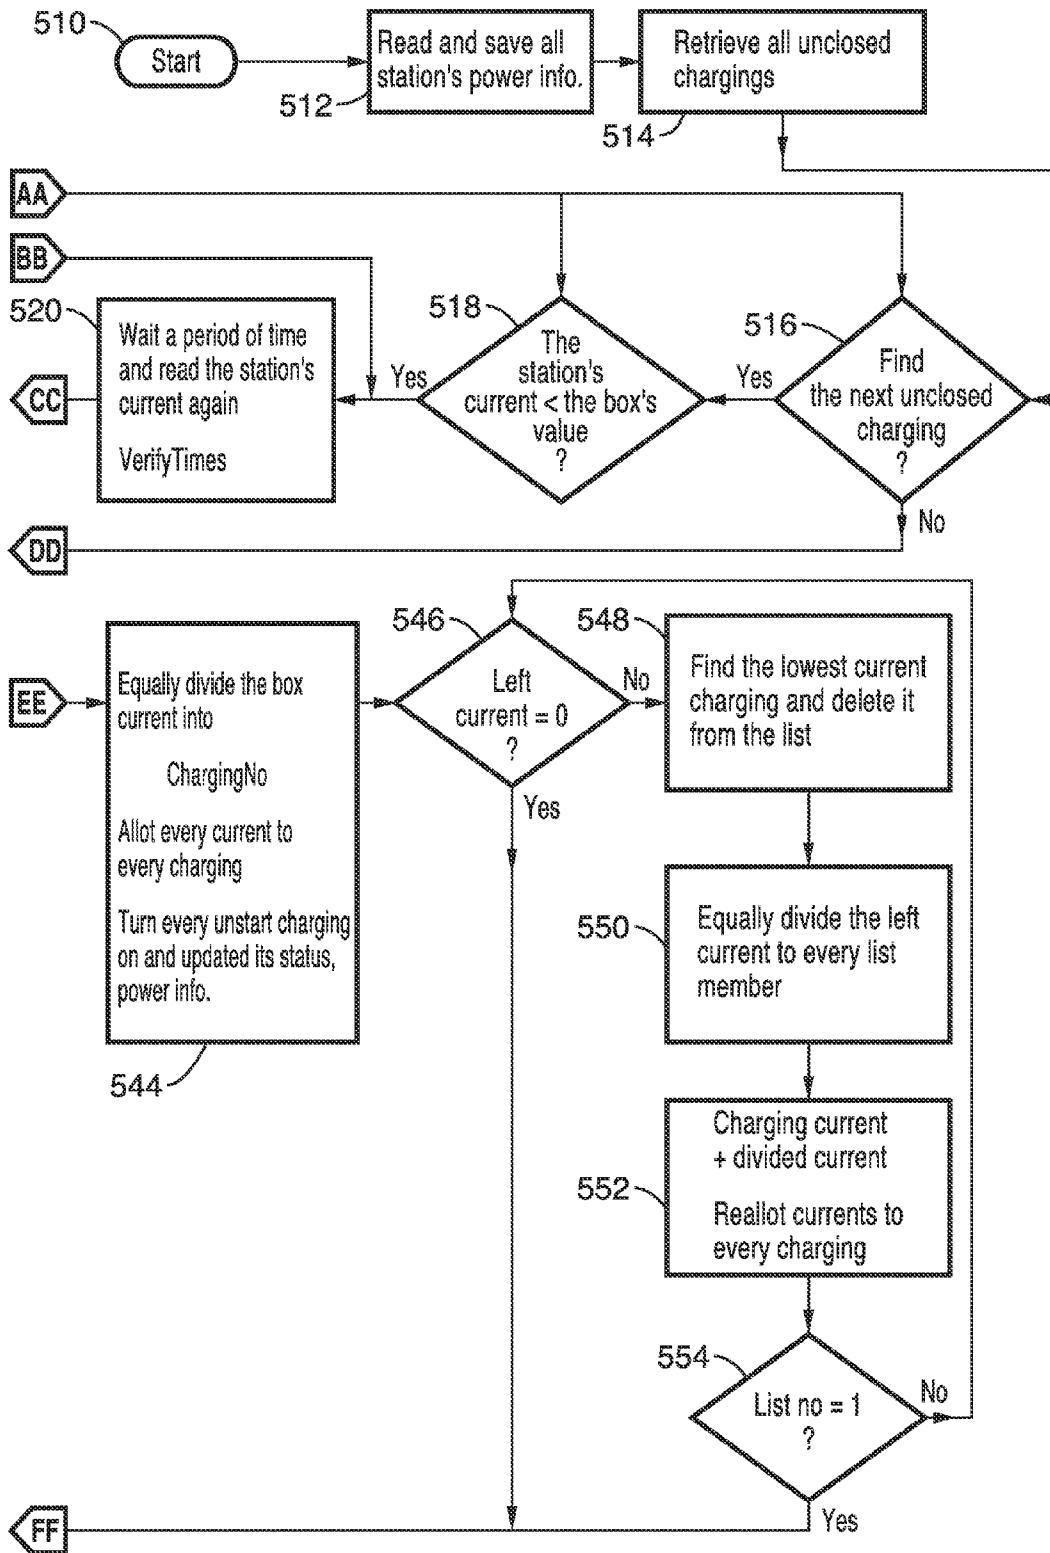 510
Start
Read and save all
station's power info.
512
Retrieve all unclosed
chargings
514
AA
BB
520
Wait a period of time
and read the station's
current again
VerifyTimes
CC
518
The
station's
current < the box's
value
?
Yes
516
Find
the next unclosed
charging
?
Yes
No
DD
EE
Equally divide the box
current into
ChargingNo
Allot every current to
every charging
Turn every unstart charging
on and updated its status,
power info.
544
546
Left
current = 0
?
No
Yes
548
Find the lowest current
charging and delete it
from the list
550
Equally divide the left
current to every list
member
552
Charging current
+ divided current
Reallot currents to
every charging
554
List no = 1
?
No
Yes
FF